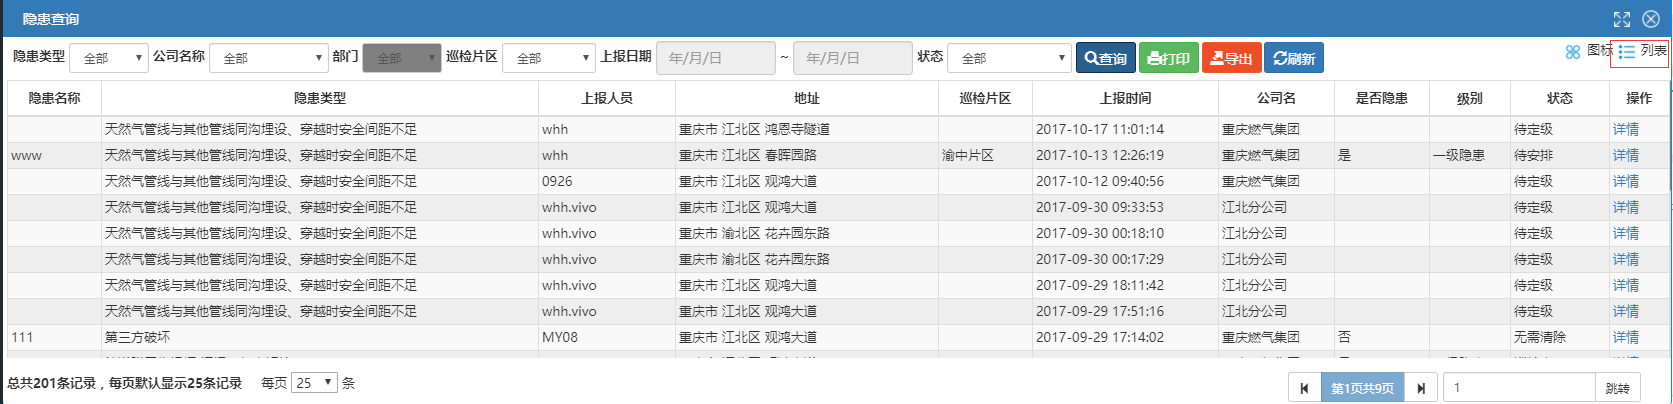 隐患查询
隐患类型 全部 公司名称 全部 部门 全部 巡检片区 全部 上报日期 年/月/日 ~ 年/月/日 状态 全部 查询 打印 导出 刷新 图标 列表
隐患名称 隐患类型 上报人员 地址 巡检片区 上报时间 公司名 是否隐患 级别 状态 操作
天然气管线与其他管线同沟埋设、穿越时安全间距不足 whh 重庆市 江北区 鸿恩寺隧道 2017-10-17 11:01:14 重庆燃气集团 待定级 详情
www 天然气管线与其他管线同沟埋设、穿越时安全间距不足 whh 重庆市 江北区 春晖园路 渝中片区 2017-10-13 12:26:19 重庆燃气集团 是 一级隐患 待安排 详情
天然气管线与其他管线同沟埋设、穿越时安全间距不足 0926 重庆市 江北区 观鸿大道 2017-10-12 09:40:56 重庆燃气集团 待定级 详情
天然气管线与其他管线同沟埋设、穿越时安全间距不足 whh.vivo 重庆市 江北区 观鸿大道 2017-09-30 09:33:53 江北分公司 待定级 详情
天然气管线与其他管线同沟埋设、穿越时安全间距不足 whh.vivo 重庆市 渝北区 花卉园东路 2017-09-30 00:18:10 江北分公司 待定级 详情
天然气管线与其他管线同沟埋设、穿越时安全间距不足 whh.vivo 重庆市 渝北区 花卉园东路 2017-09-30 00:17:29 江北分公司 待定级 详情
天然气管线与其他管线同沟埋设、穿越时安全间距不足 whh.vivo 重庆市 江北区 观鸿大道 2017-09-29 18:11:42 江北分公司 待定级 详情
天然气管线与其他管线同沟埋设、穿越时安全间距不足 whh.vivo 重庆市 江北区 观鸿大道 2017-09-29 17:51:16 江北分公司 待定级 详情
111 第三方破坏 MY08 重庆市 江北区 观鸿大道 2017-09-29 17:14:02 重庆燃气集团 否 无需清除 详情
总共201条记录，每页默认显示25条记录 每页 25 条 第1页共9页 1 跳转